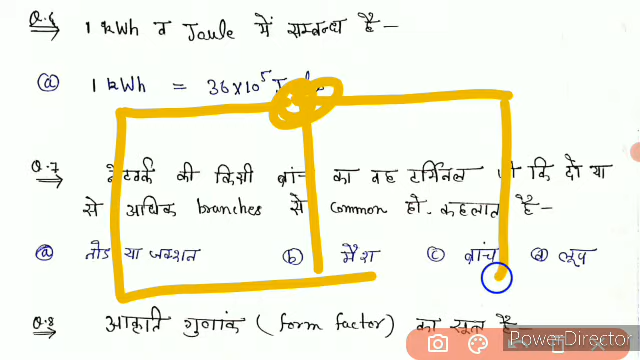 Q.6 1 kWh व Joule में सम्बन्ध है-
(a) 1 kWh = 36×10⁵ Joule
Q.7 की किसी का वह टर्मिनल कि दो या
से अधिक branches से common हो. कहलाता है-
(a) नोड या जंक्शन (b) मैश (c) ब्रांच (d) लूप
Q.8 आकृति गुणांक (form factor) का सूत्र है
PowerDirector